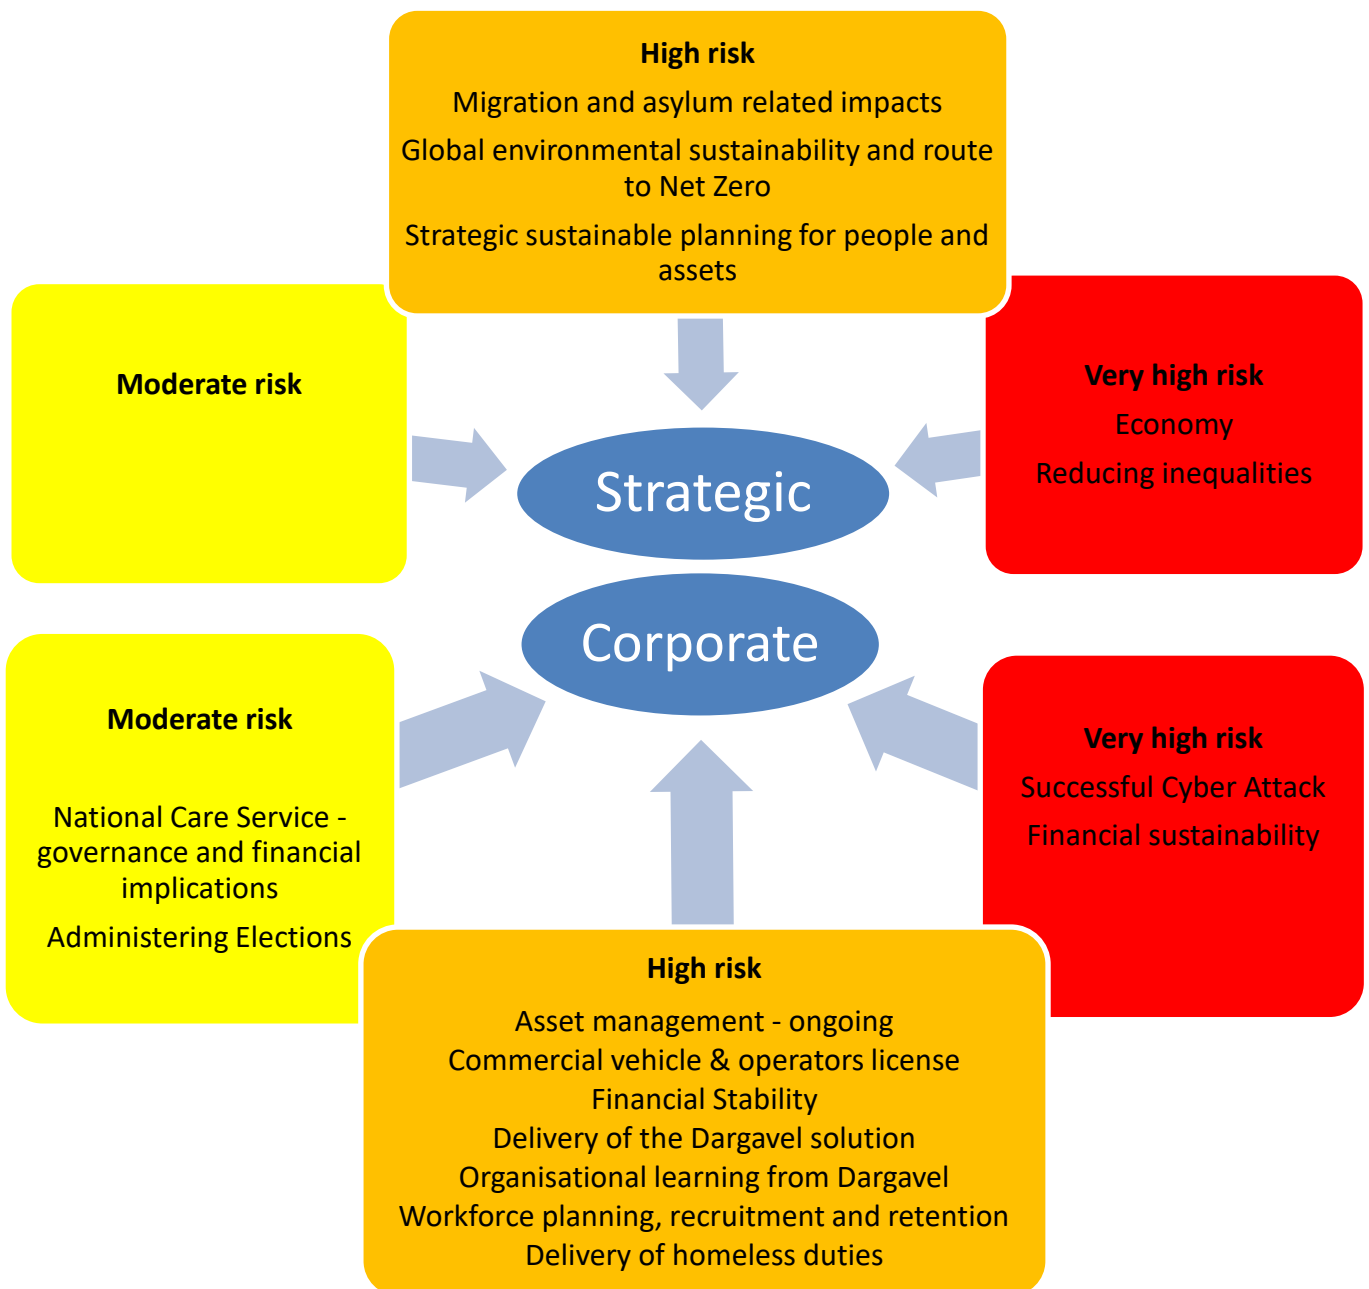 High risk
Migration and asylum related impacts
Global environmental sustainability and route
to Net Zero
Strategic sustainable planning for people and
assets
Moderate risk
Very high risk
Economy
Reducing inequalities
Strategic
Corporate
Moderate risk
National Care Service -
governance and financial
implications
Administering Elections
Very high risk
Successful Cyber Attack
Financial sustainability
High risk
Asset management - ongoing
Commercial vehicle & operators license
Financial Stability
Delivery of the Dargavel solution
Organisational learning from Dargavel
Workforce planning, recruitment and retention
Delivery of homeless duties